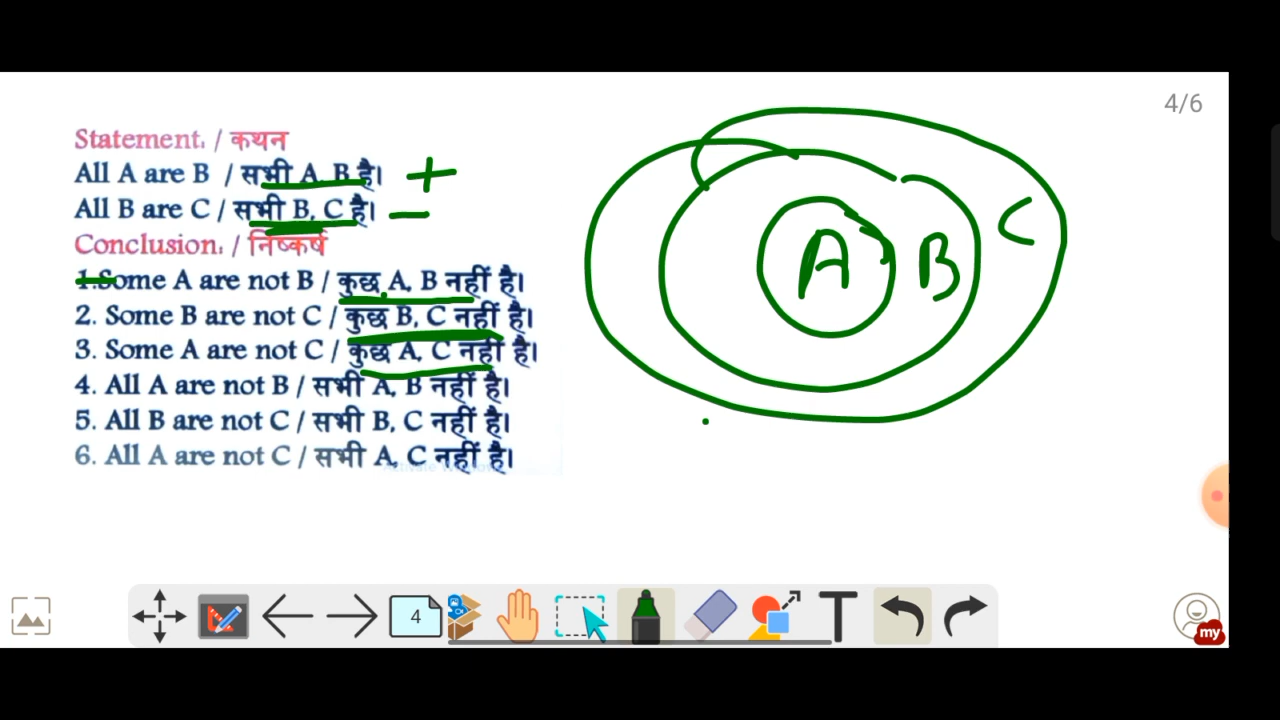 4/6
Statement. / कथन
All A are B / सभी A, B है।
All B are C / सभी B, C है।
Conclusion. / निष्कर्ष
1.Some A are not B / कुछ A, B नहीं है।
2. Some B are not C / कुछ B, C नहीं है।
3. Some A are not C / कुछ A, C नहीं है।
4. All A are not B / सभी A, B नहीं है।
5. All B are not C / सभी B, C नहीं है।
6. All A are not C / सभी A, C नहीं है।
A B C
4
T
my